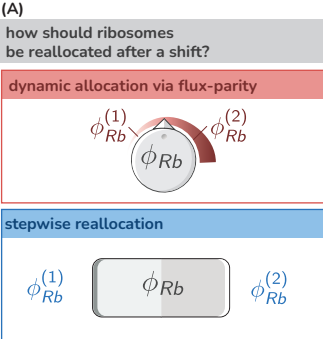 (A)
how should ribosomes
be reallocated after a shift?
dynamic allocation via flux-parity
ϕ_Rb^(1) ϕ_Rb^(2)
ϕ_Rb
stepwise reallocation
ϕ_Rb^(1) ϕ_Rb ϕ_Rb^(2)